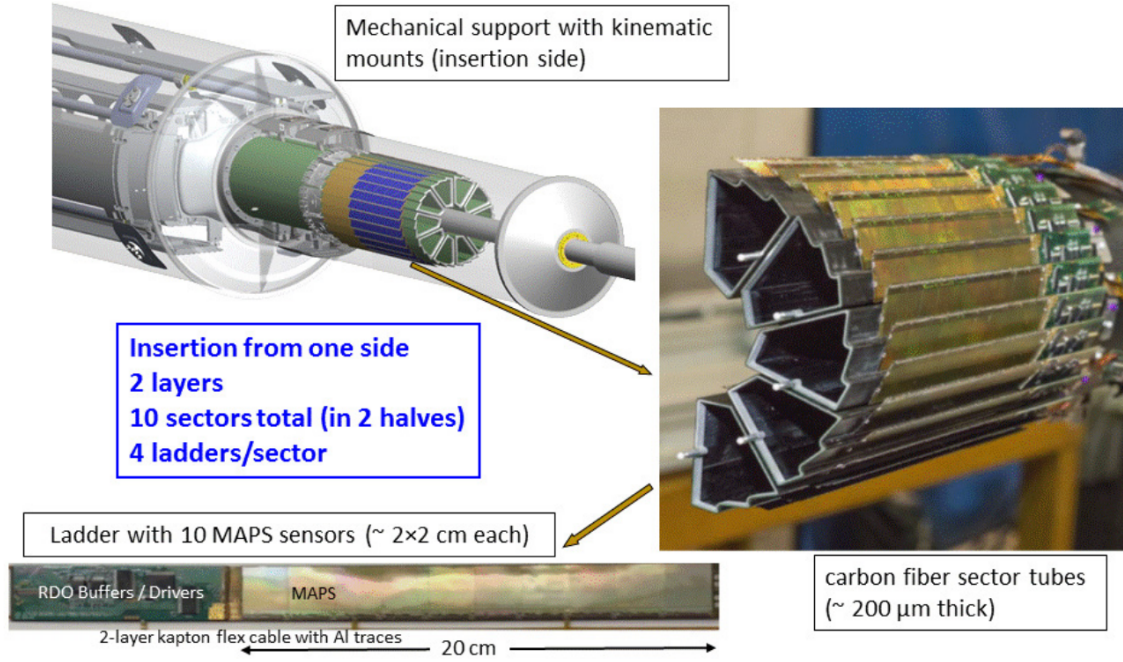 Mechanical support with kinematic
mounts (insertion side)
Insertion from one side
2 layers
10 sectors total (in 2 halves)
4 ladders/sector
Ladder with 10 MAPS sensors (~ 2×2 cm each)
RDO Buffers / Drivers
MAPS
2-layer kapton flex cable with Al traces
20 cm
carbon fiber sector tubes
(~ 200 µm thick)